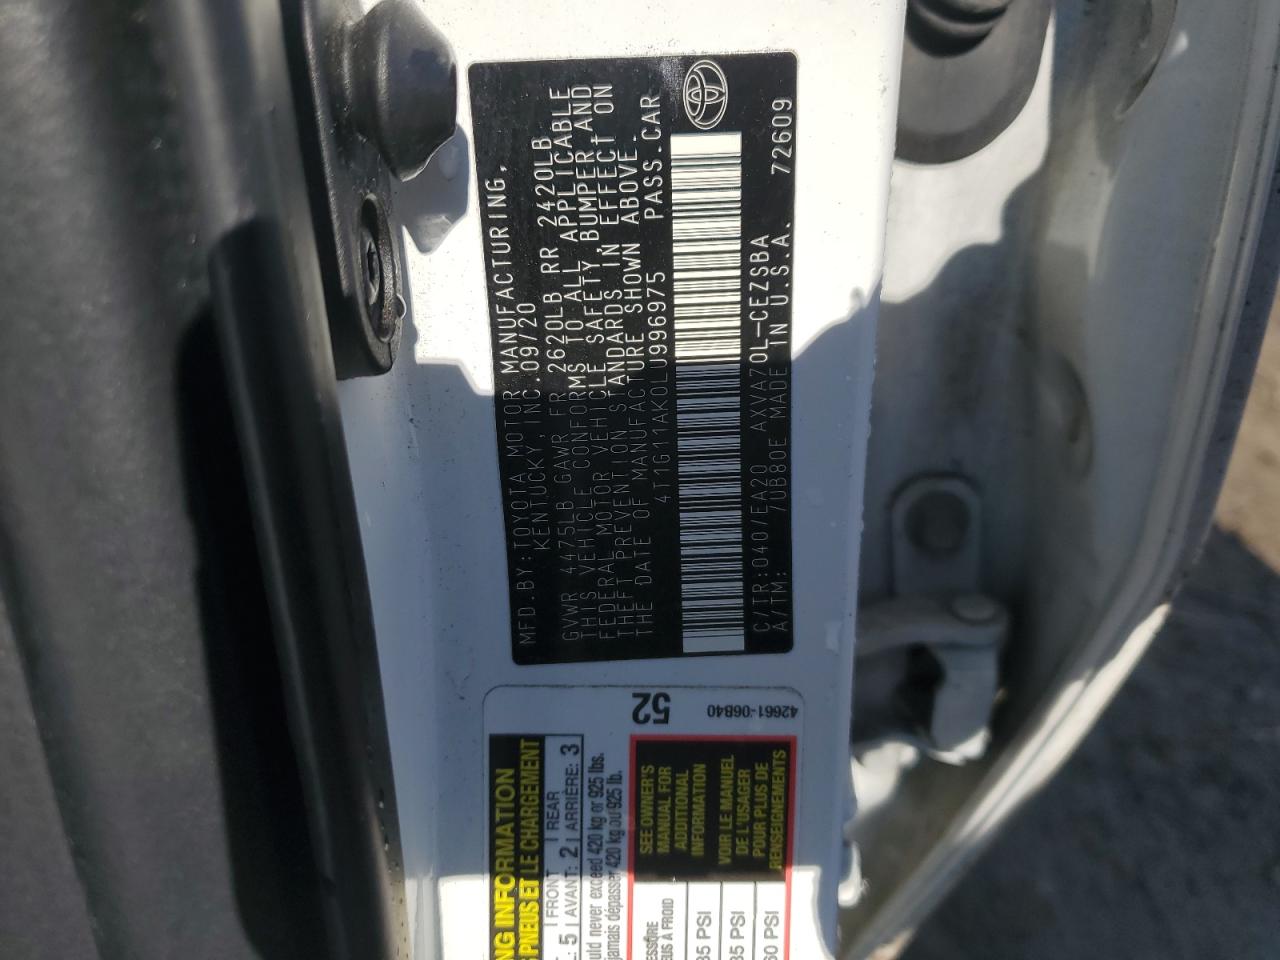 MFD.BY:TOYOTA MOTOR MANUFACTURING,
KENTUCKY, INC. 09/20
GVWR 4475LB GAWR FR 2620LB RR 2420LB
THIS VEHICLE CONFORMS TO ALL APPLICABLE
FEDERAL MOTOR VEHICLE SAFETY,BUMPER,AND
THEFT PREVENTION STANDARDS IN EFFECT ON
THE DATE OF MANUFACTURE SHOWN ABOVE.
4T1G11AK0LU996975 PASS.CAR
C/TR:040/EA20 AXVA70L-CEZSBA
A/TM: /UB80E MADE IN U.S.A. 72609
52
42661-06B40
NG INFORMATION
PNEUS ET LE CHARGEMENT
5 FRONT AVANT: 2 REAR ARRIÈRE: 3
uld never exceed 420 kg or 925 lbs.
jamais dépasser 420 kg ou 925 lb.
SEE OWNER'S
MANUAL FOR
ADDITIONAL
INFORMATION
VOIR LE MANUEL
DE L'USAGER
POUR PLUS DE
RENSEIGNEMENTS
À FROID
35 PSI
35 PSI
60 PSI